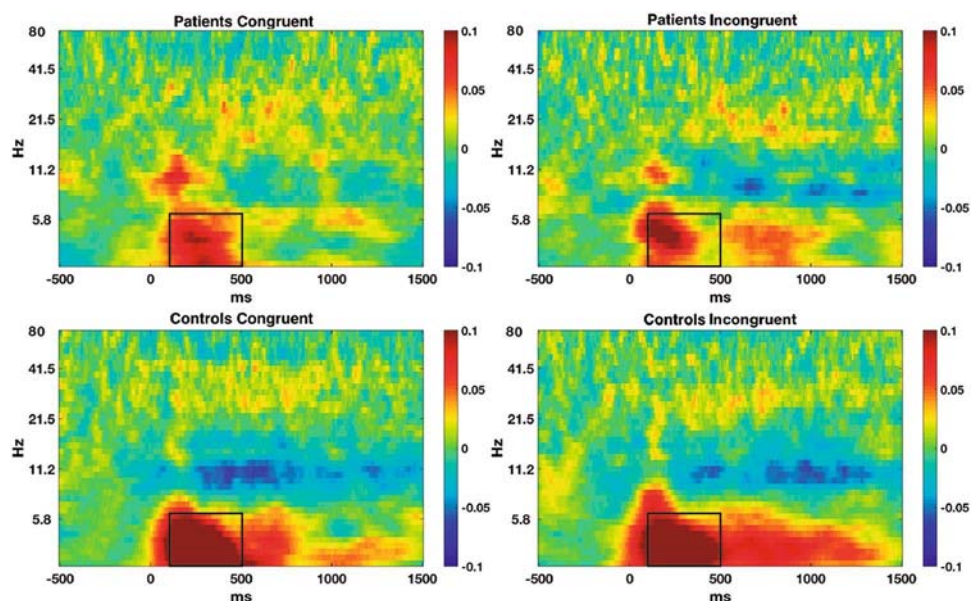 Patients Congruent
80
41.5
21.5
11.2
5.8
Hz
-500 0 500 1000 1500
ms
0.1
0.05
0
-0.05
-0.1
Patients Incongruent
80
41.5
21.5
11.2
5.8
Hz
-500 0 500 1000 1500
ms
0.1
0.05
0
-0.05
-0.1
Controls Congruent
80
41.5
21.5
11.2
5.8
Hz
-500 0 500 1000 1500
ms
0.1
0.05
0
-0.05
-0.1
Controls Incongruent
80
41.5
21.5
11.2
5.8
Hz
-500 0 500 1000 1500
ms
0.1
0.05
0
-0.05
-0.1